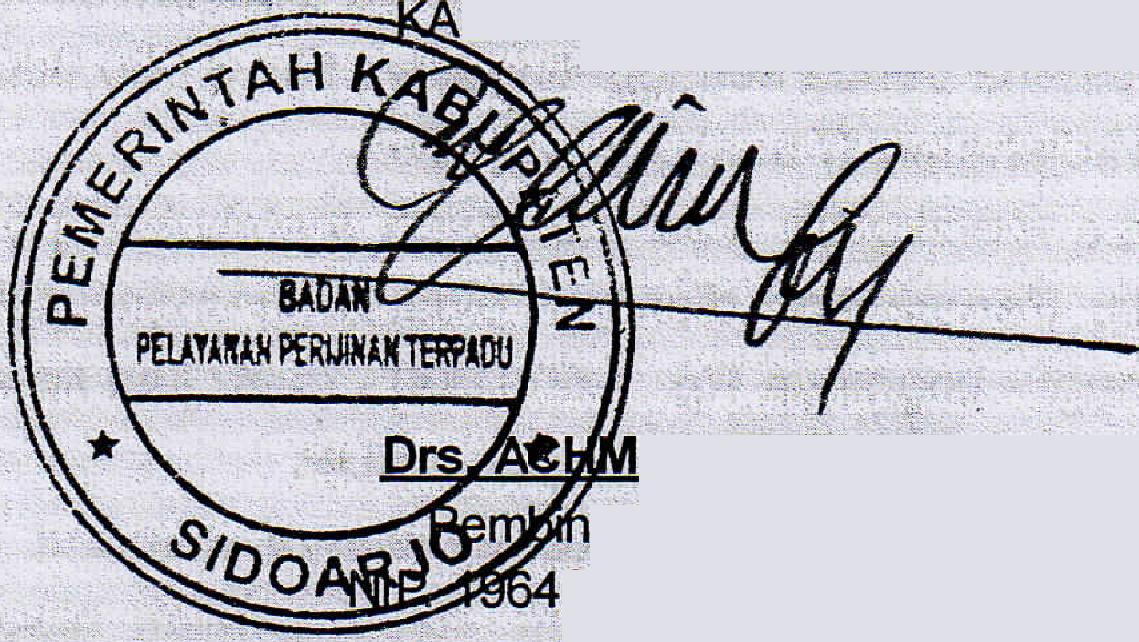 KA
PEMERINTAH KABUPATEN
BADAN
PELAYANAN PERIJINAN TERPADU
SIDOARJO
Drs. ACHM
Pembin
NIP. 1964